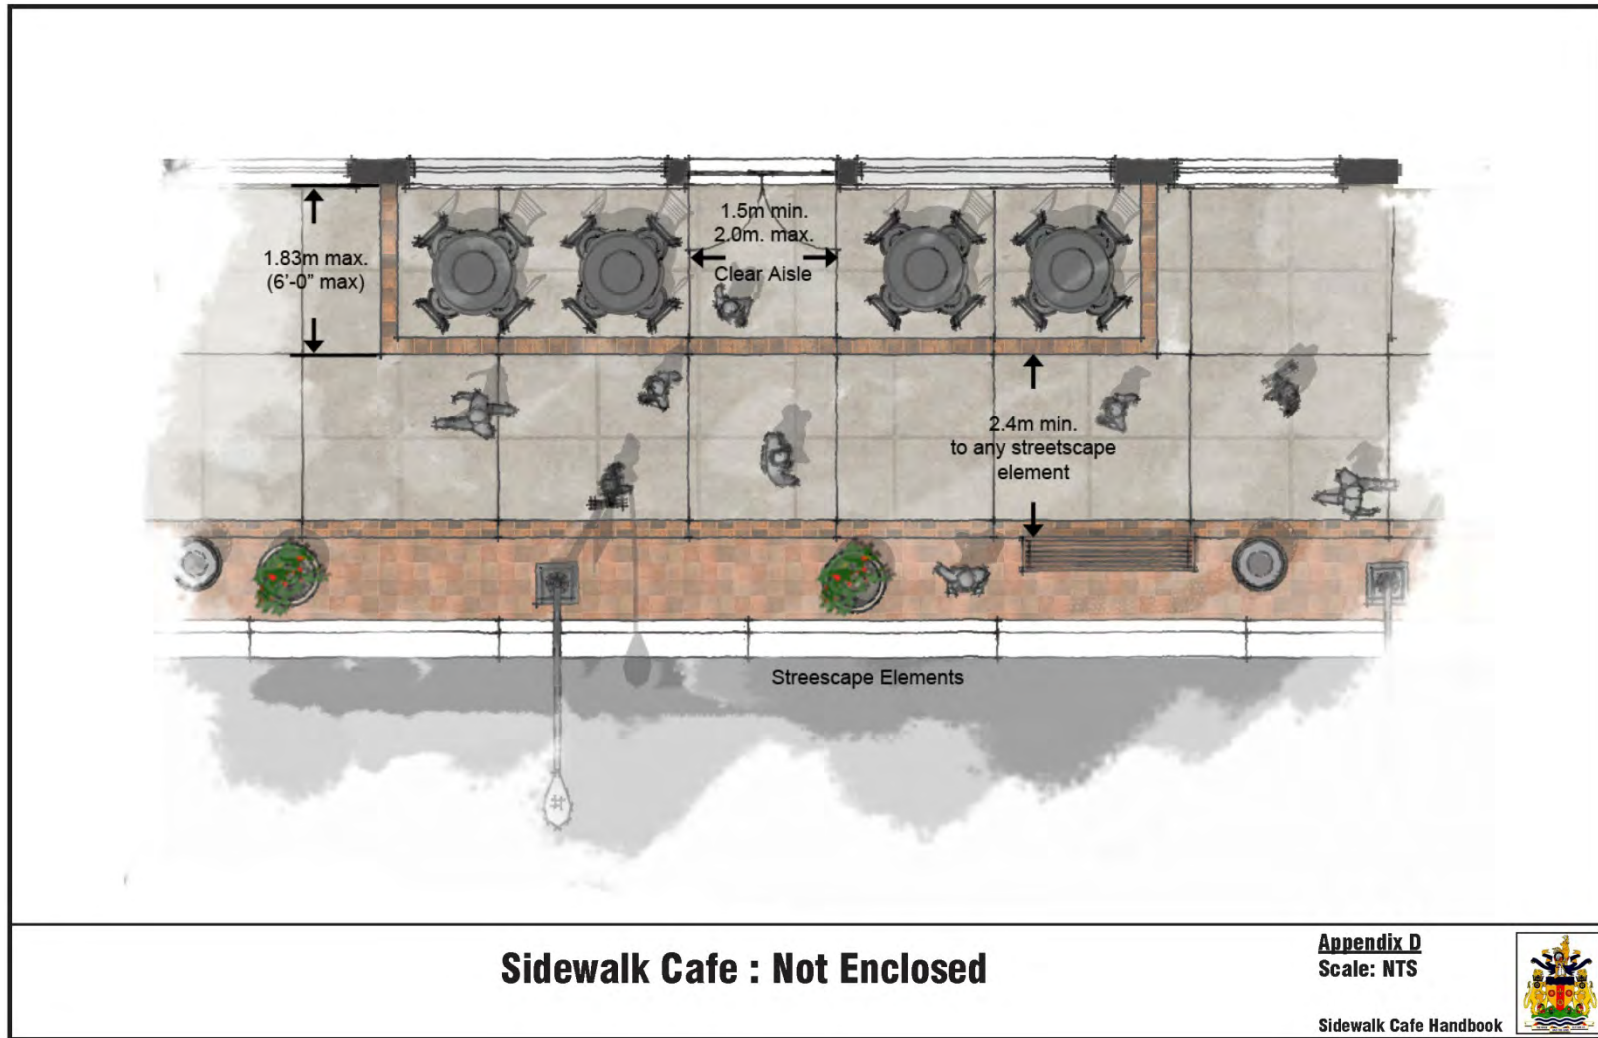 1.5m min.
2.0m. max.
Clear Aisle
1.83m max.
(6'-0" max)
2.4m min.
to any streetscape
element
Streescape Elements
Sidewalk Cafe : Not Enclosed
Appendix D
Scale: NTS
Sidewalk Cafe Handbook